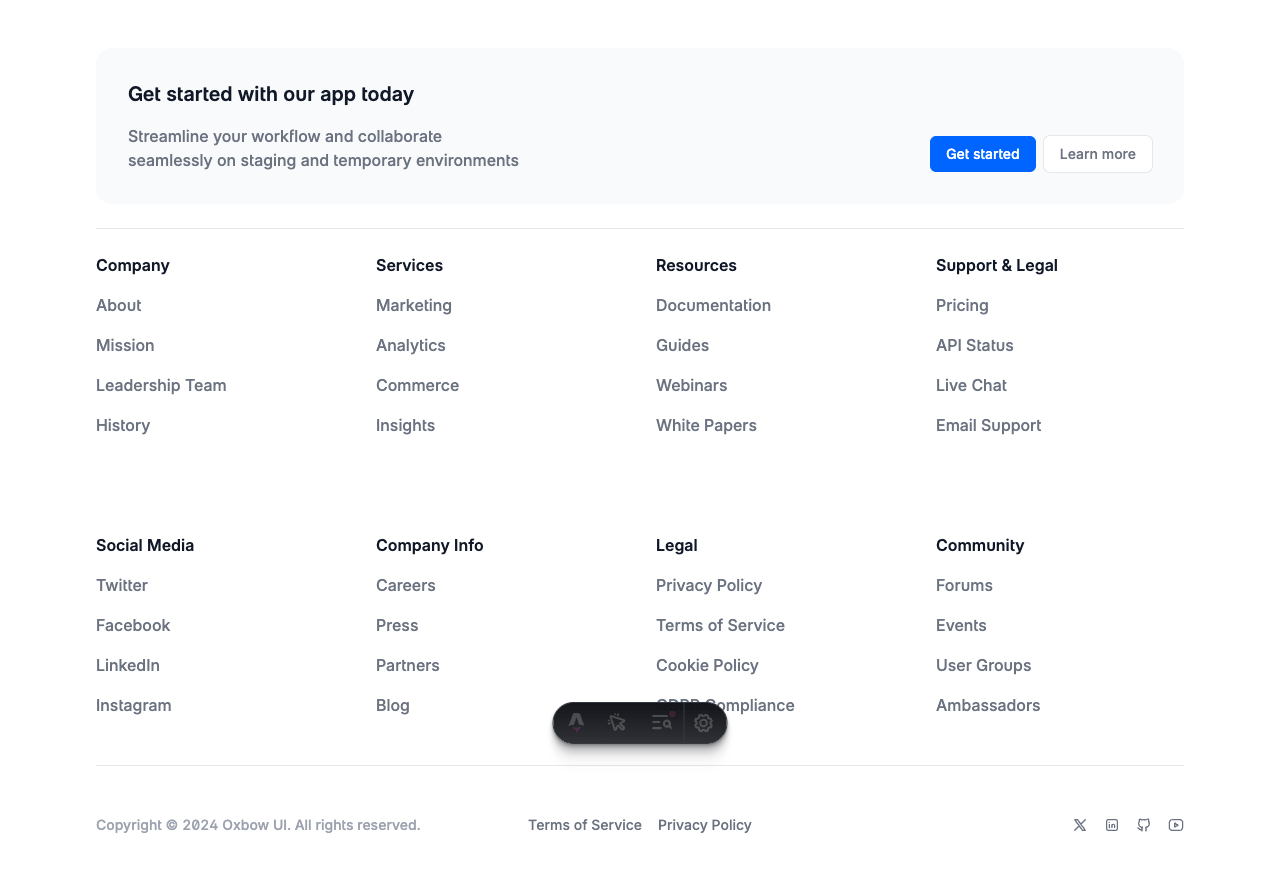 Get started with our app today
Streamline your workflow and collaborate
seamlessly on staging and temporary environments
Get started
Learn more
Company
About
Mission
Leadership Team
History
Services
Marketing
Analytics
Commerce
Insights
Resources
Documentation
Guides
Webinars
White Papers
Support & Legal
Pricing
API Status
Live Chat
Email Support
Social Media
Twitter
Facebook
LinkedIn
Instagram
Company Info
Careers
Press
Partners
Blog
Legal
Privacy Policy
Terms of Service
Cookie Policy
GDPR Compliance
Community
Forums
Events
User Groups
Ambassadors
Copyright © 2024 Oxbow UI. All rights reserved.
Terms of Service
Privacy Policy